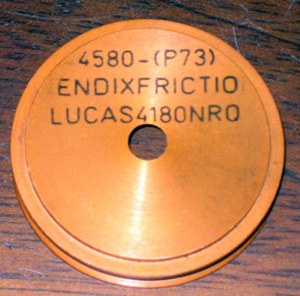 4580-(P73)
ENDIXFRICTIO
LUCAS4180NRO